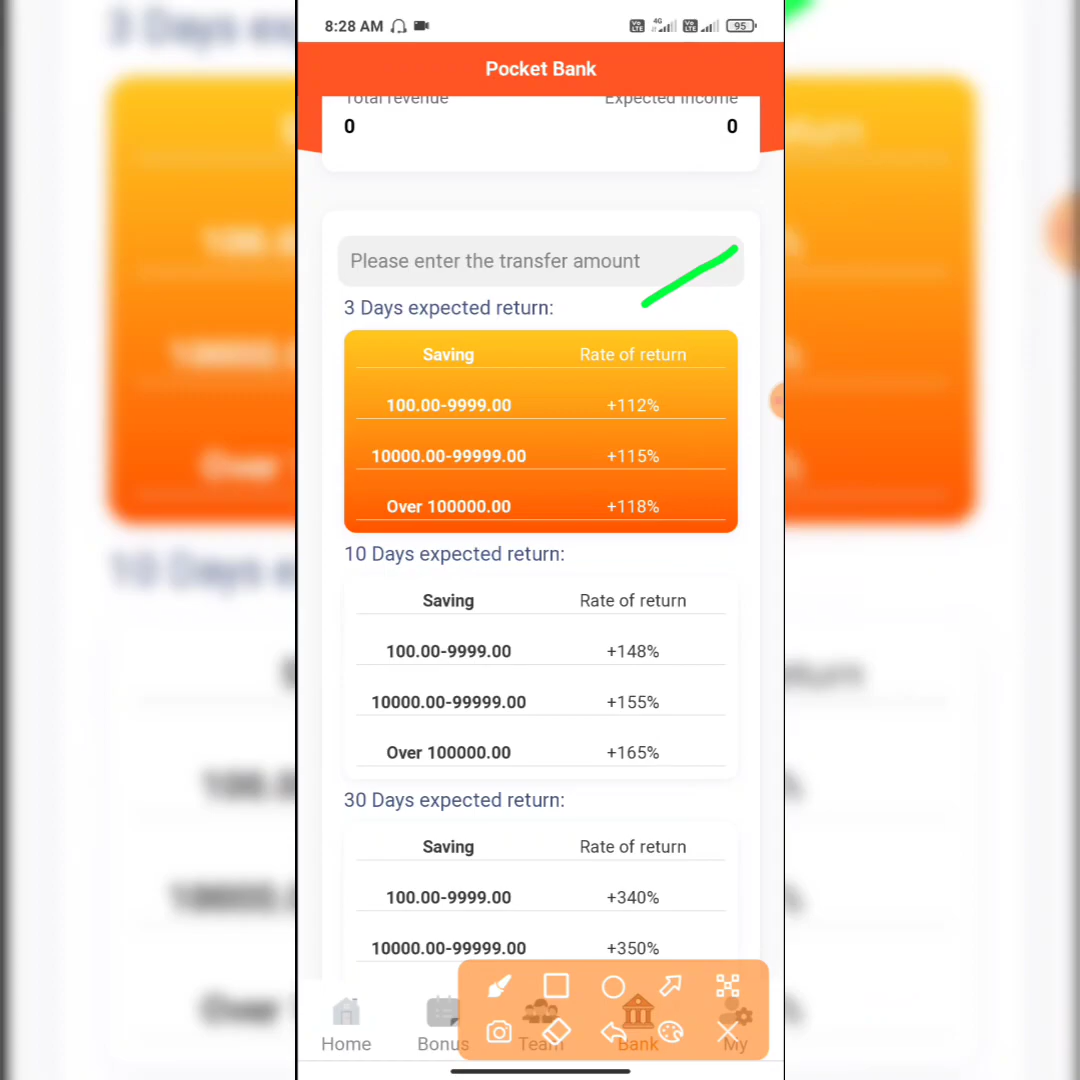 8:28 AM
4G
95
Pocket Bank
Total revenue Expected Income
0 0
Please enter the transfer amount
3 Days expected return:
Saving Rate of return
100.00-9999.00 +112%
10000.00-99999.00 +115%
Over 100000.00 +118%
10 Days expected return:
Saving Rate of return
100.00-9999.00 +148%
10000.00-99999.00 +155%
Over 100000.00 +165%
30 Days expected return:
Saving Rate of return
100.00-9999.00 +340%
10000.00-99999.00 +350%
Home Bonus Team Bank My